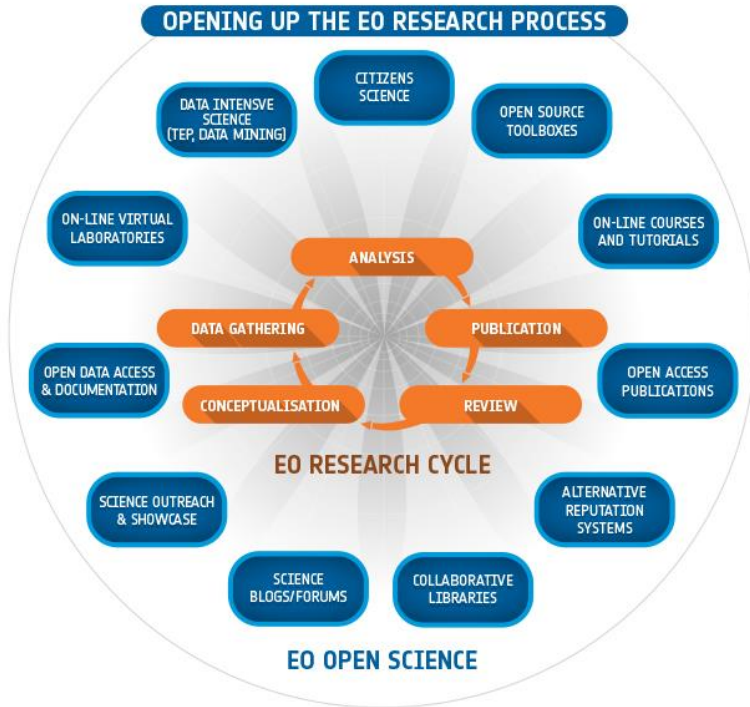 OPENING UP THE EO RESEARCH PROCESS
CITIZENS
SCIENCE
DATA INTENSVE
SCIENCE
(TEP, DATA MINING)
OPEN SOURCE
TOOLBOXES
ON-LINE VIRTUAL
LABORATORIES
ON-LINE COURSES
AND TUTORIALS
ANALYSIS
DATA GATHERING
PUBLICATION
OPEN DATA ACCESS
& DOCUMENTATION
OPEN ACCESS
PUBLICATIONS
CONCEPTUALISATION
REVIEW
EO RESEARCH CYCLE
SCIENCE OUTREACH
& SHOWCASE
ALTERNATIVE
REPUTATION
SYSTEMS
SCIENCE
BLOGS/FORUMS
COLLABORATIVE
LIBRARIES
EO OPEN SCIENCE